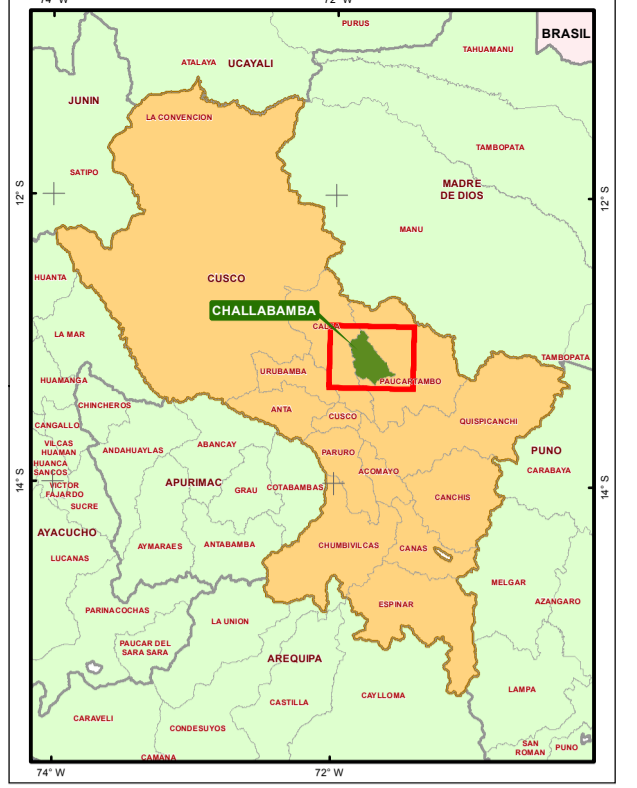 74° W
72° W
PURUS
BRASIL
TAHUAMANU
ATALAYA
UCAYALI
JUNIN
LA CONVENCION
TAMBOPATA
SATIPO
12° S
12° S
MADRE
DE DIOS
MANU
HUANTA
CUSCO
CHALLABAMBA
CALCA
LA MAR
TAMBOPATA
URUBAMBA
HUAMANGA
PAUCARTAMBO
CHINCHEROS
ANTA
CUSCO
QUISPICANCHI
CANGALLO
VILCAS
HUAMAN
ANDAHUAYLAS
ABANCAY
PARURO
PUNO
HUANCA
SANCOS
ACOMAYO
CARABAYA
14° S
14° S
APURIMAC
GRAU
COTABAMBAS
VICTOR
FAJARDO
CANCHIS
SUCRE
AYACUCHO
AYMARAES
ANTABAMBA
CHUMBIVILCAS
CANAS
LUCANAS
MELGAR
AZANGARO
ESPINAR
PARINACOCHAS
LA UNION
PAUCAR DEL
SARA SARA
AREQUIPA
LAMPA
CAYLLOMA
CASTILLA
CARAVELI
CONDESUYOS
SAN
ROMAN
PUNO
CAMANA
74° W
72° W